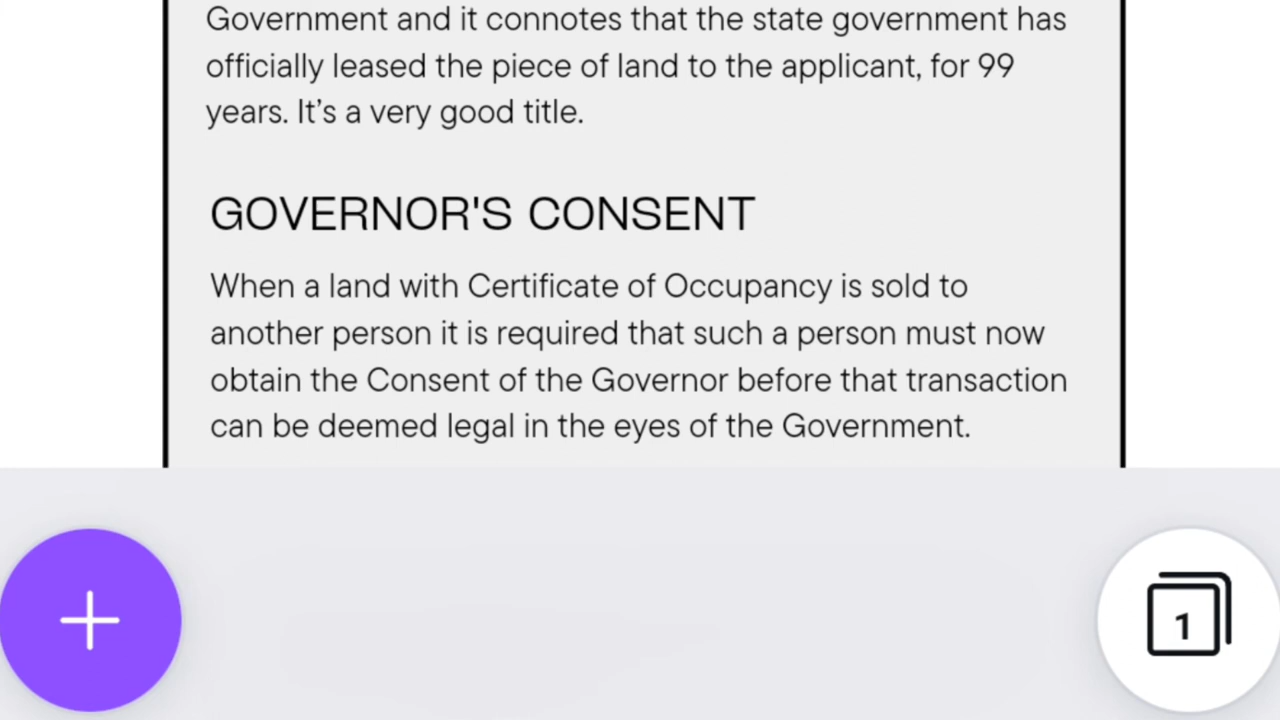 Government and it connotes that the state government has
officially leased the piece of land to the applicant, for 99
years. It’s a very good title.
GOVERNOR'S CONSENT
When a land with Certificate of Occupancy is sold to
another person it is required that such a person must now
obtain the Consent of the Governor before that transaction
can be deemed legal in the eyes of the Government.
1